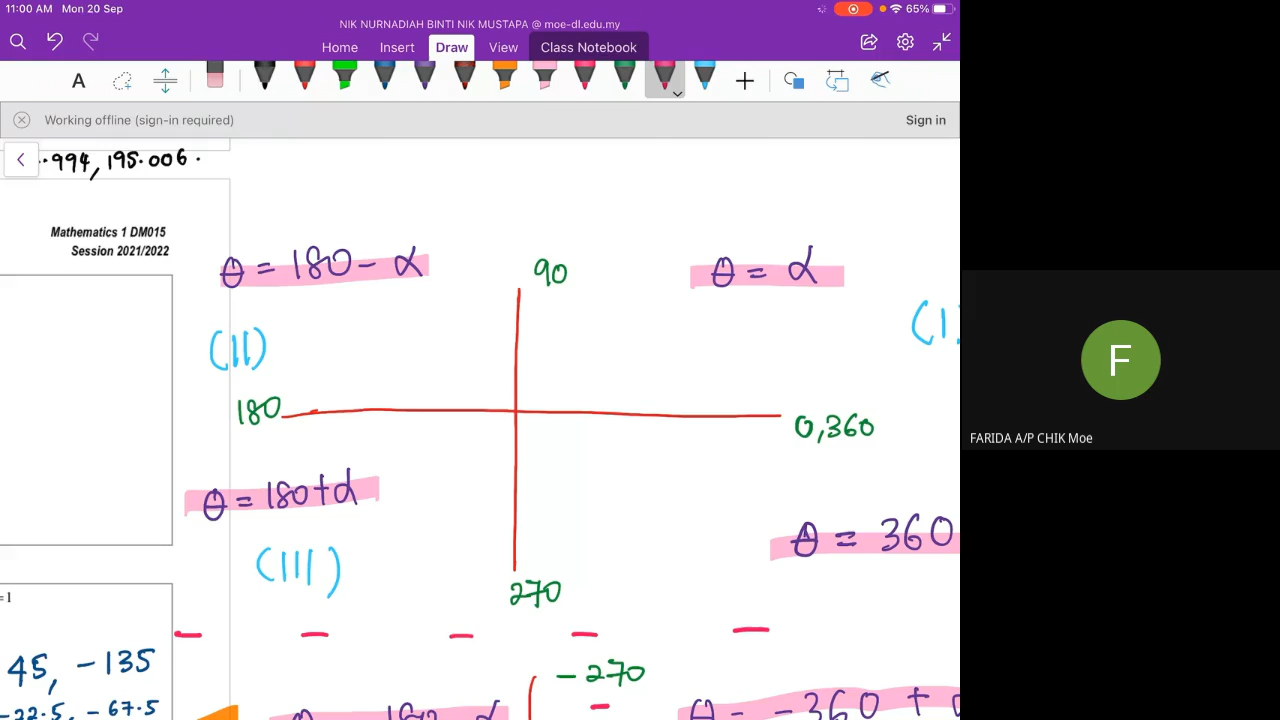 11:00 AM Mon 20 Sep
65%
NIK NURNADIAH BINTI NIK MUSTAPA @ moe-dl.edu.my
Home Insert Draw View Class Notebook
A
Working offline (sign-in required) Sign in
.994, 195.006.
Mathematics 1 DM015
Session 2021/2022
θ = 180 - α
90
θ = α
(II)
(I
180
0,360
θ = 180+α
θ = 360
(III)
270
= 1
45, -135
-270
-22.5, -67.5
θ = -360 +
F
FARIDA A/P CHIK Moe